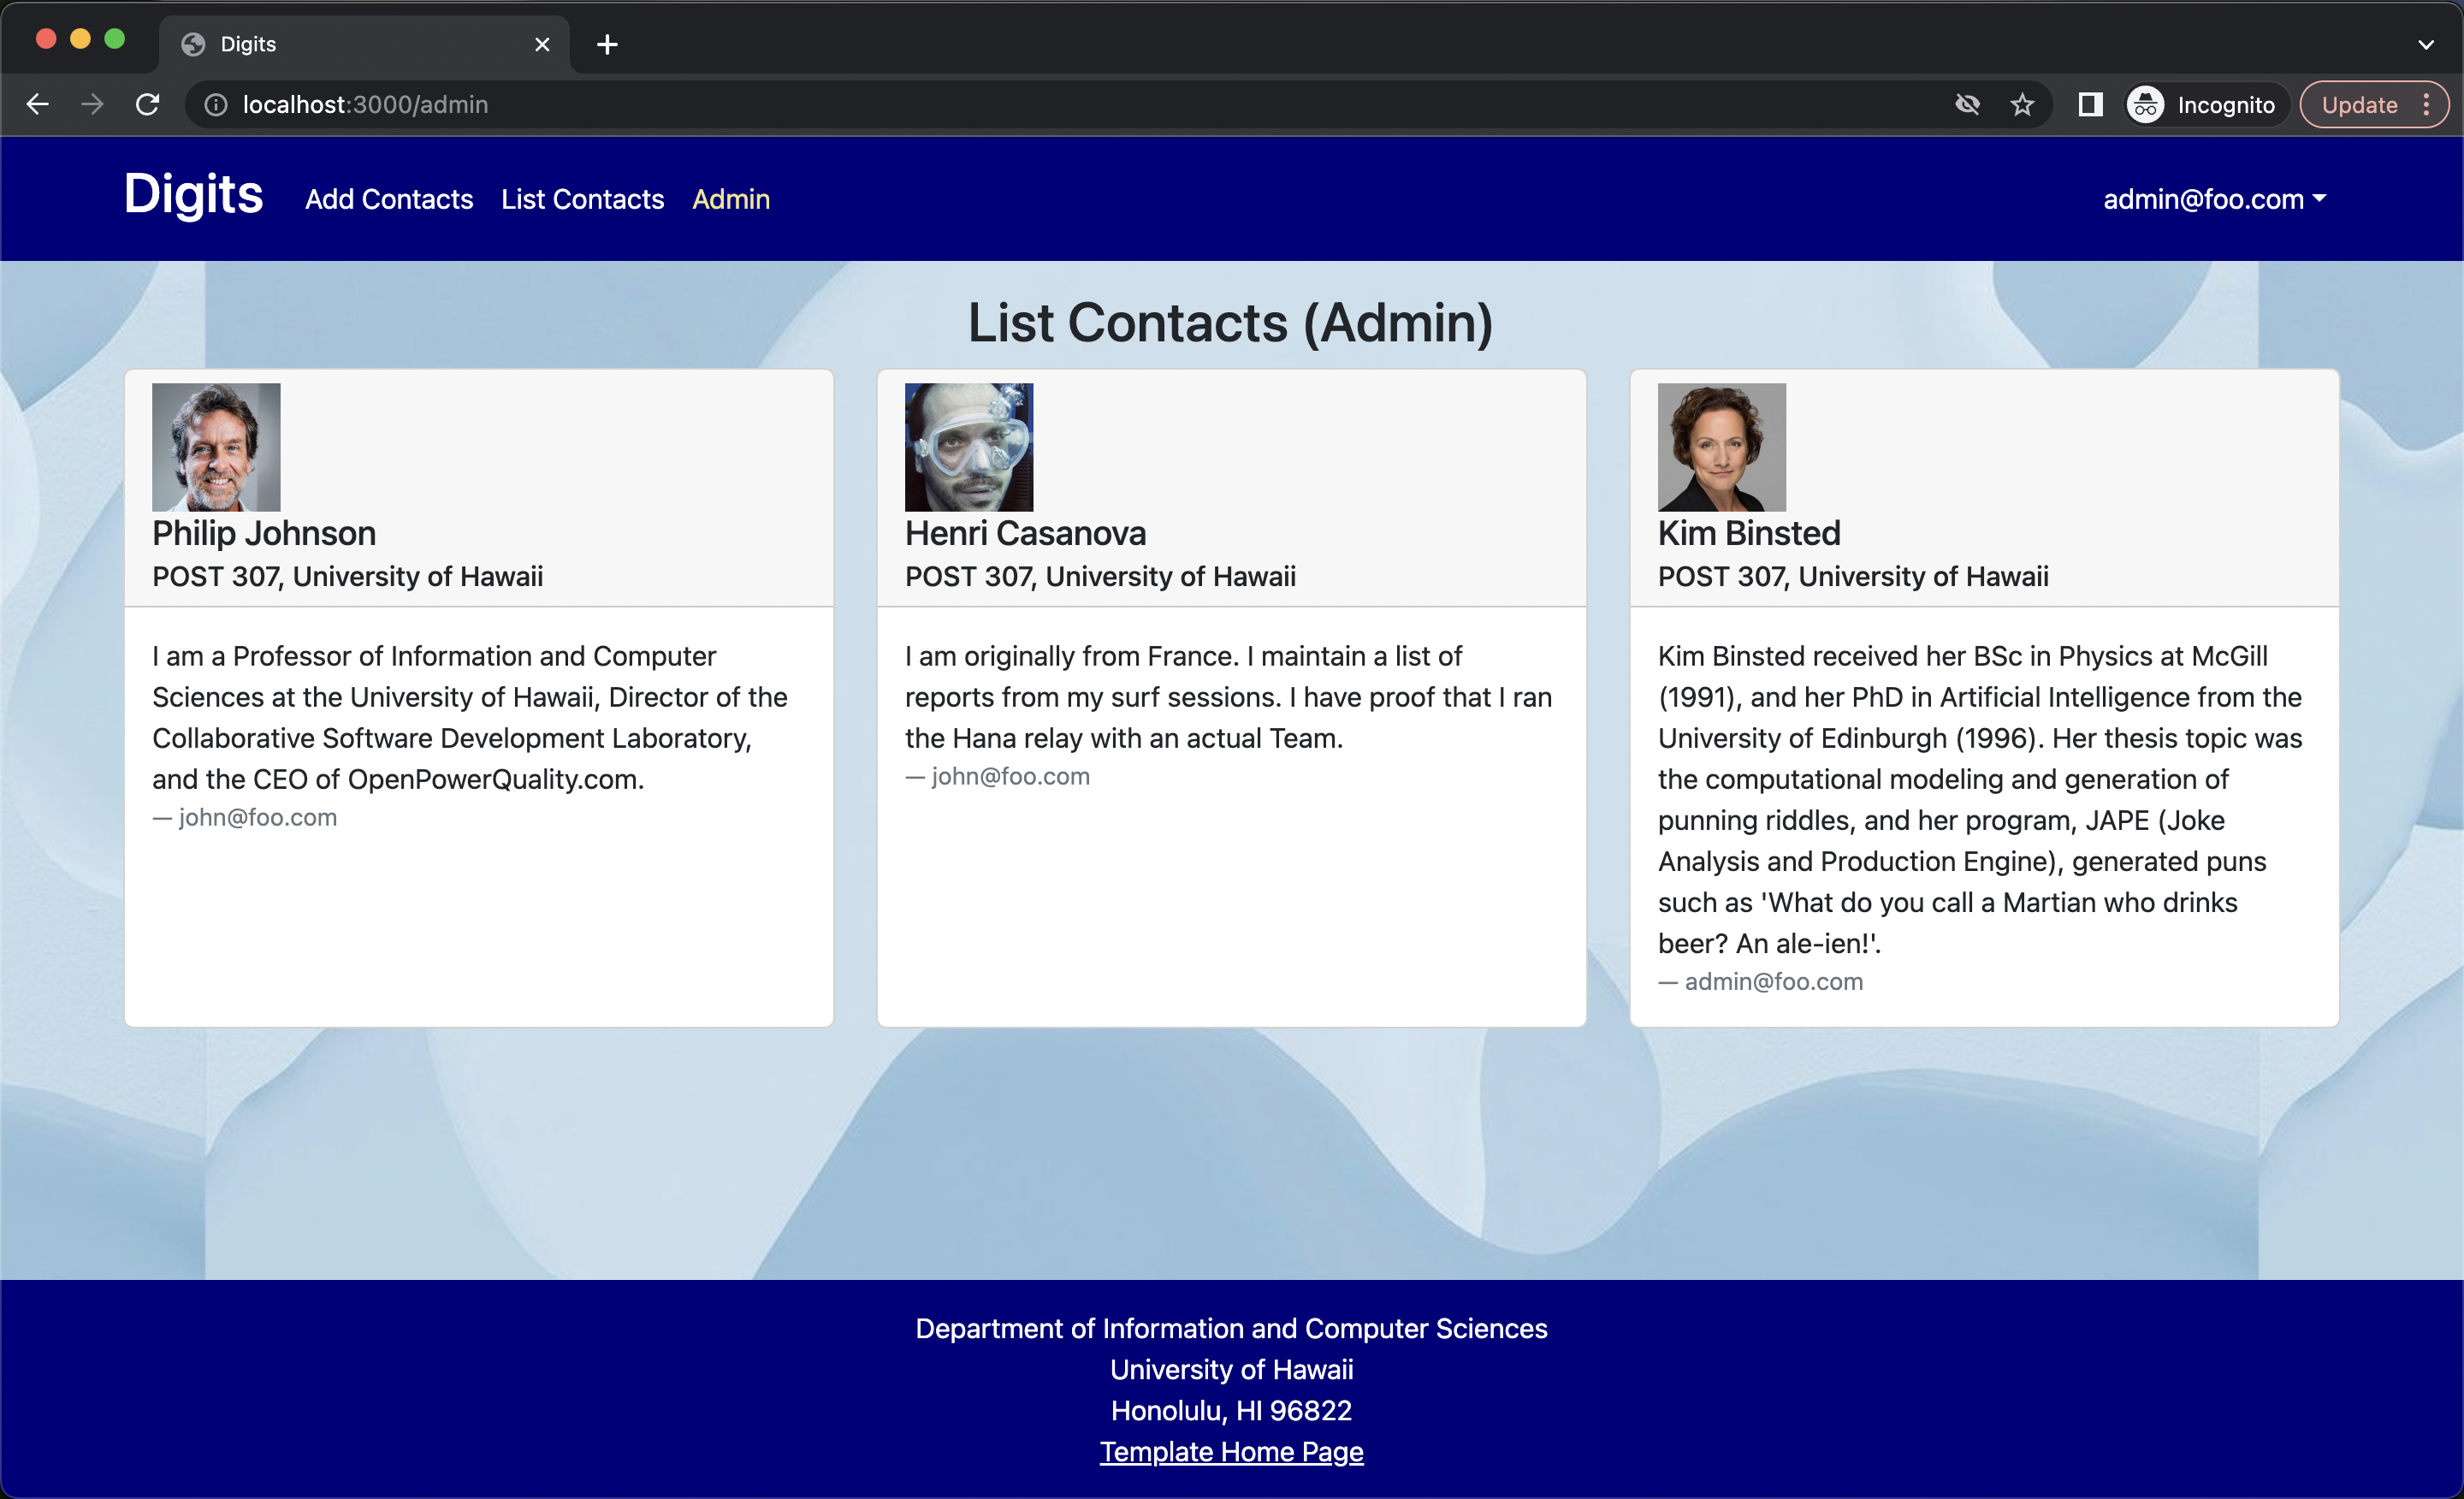 Digits
localhost:3000/admin
Incognito
Update
Digits
Add Contacts
List Contacts
Admin
admin@foo.com
List Contacts (Admin)
Philip Johnson
POST 307, University of Hawaii
I am a Professor of Information and Computer
Sciences at the University of Hawaii, Director of the
Collaborative Software Development Laboratory,
and the CEO of OpenPowerQuality.com.
— john@foo.com
Henri Casanova
POST 307, University of Hawaii
I am originally from France. I maintain a list of
reports from my surf sessions. I have proof that I ran
the Hana relay with an actual Team.
— john@foo.com
Kim Binsted
POST 307, University of Hawaii
Kim Binsted received her BSc in Physics at McGill
(1991), and her PhD in Artificial Intelligence from the
University of Edinburgh (1996). Her thesis topic was
the computational modeling and generation of
punning riddles, and her program, JAPE (Joke
Analysis and Production Engine), generated puns
such as 'What do you call a Martian who drinks
beer? An ale-ien!'.
— admin@foo.com
Department of Information and Computer Sciences
University of Hawaii
Honolulu, HI 96822
Template Home Page